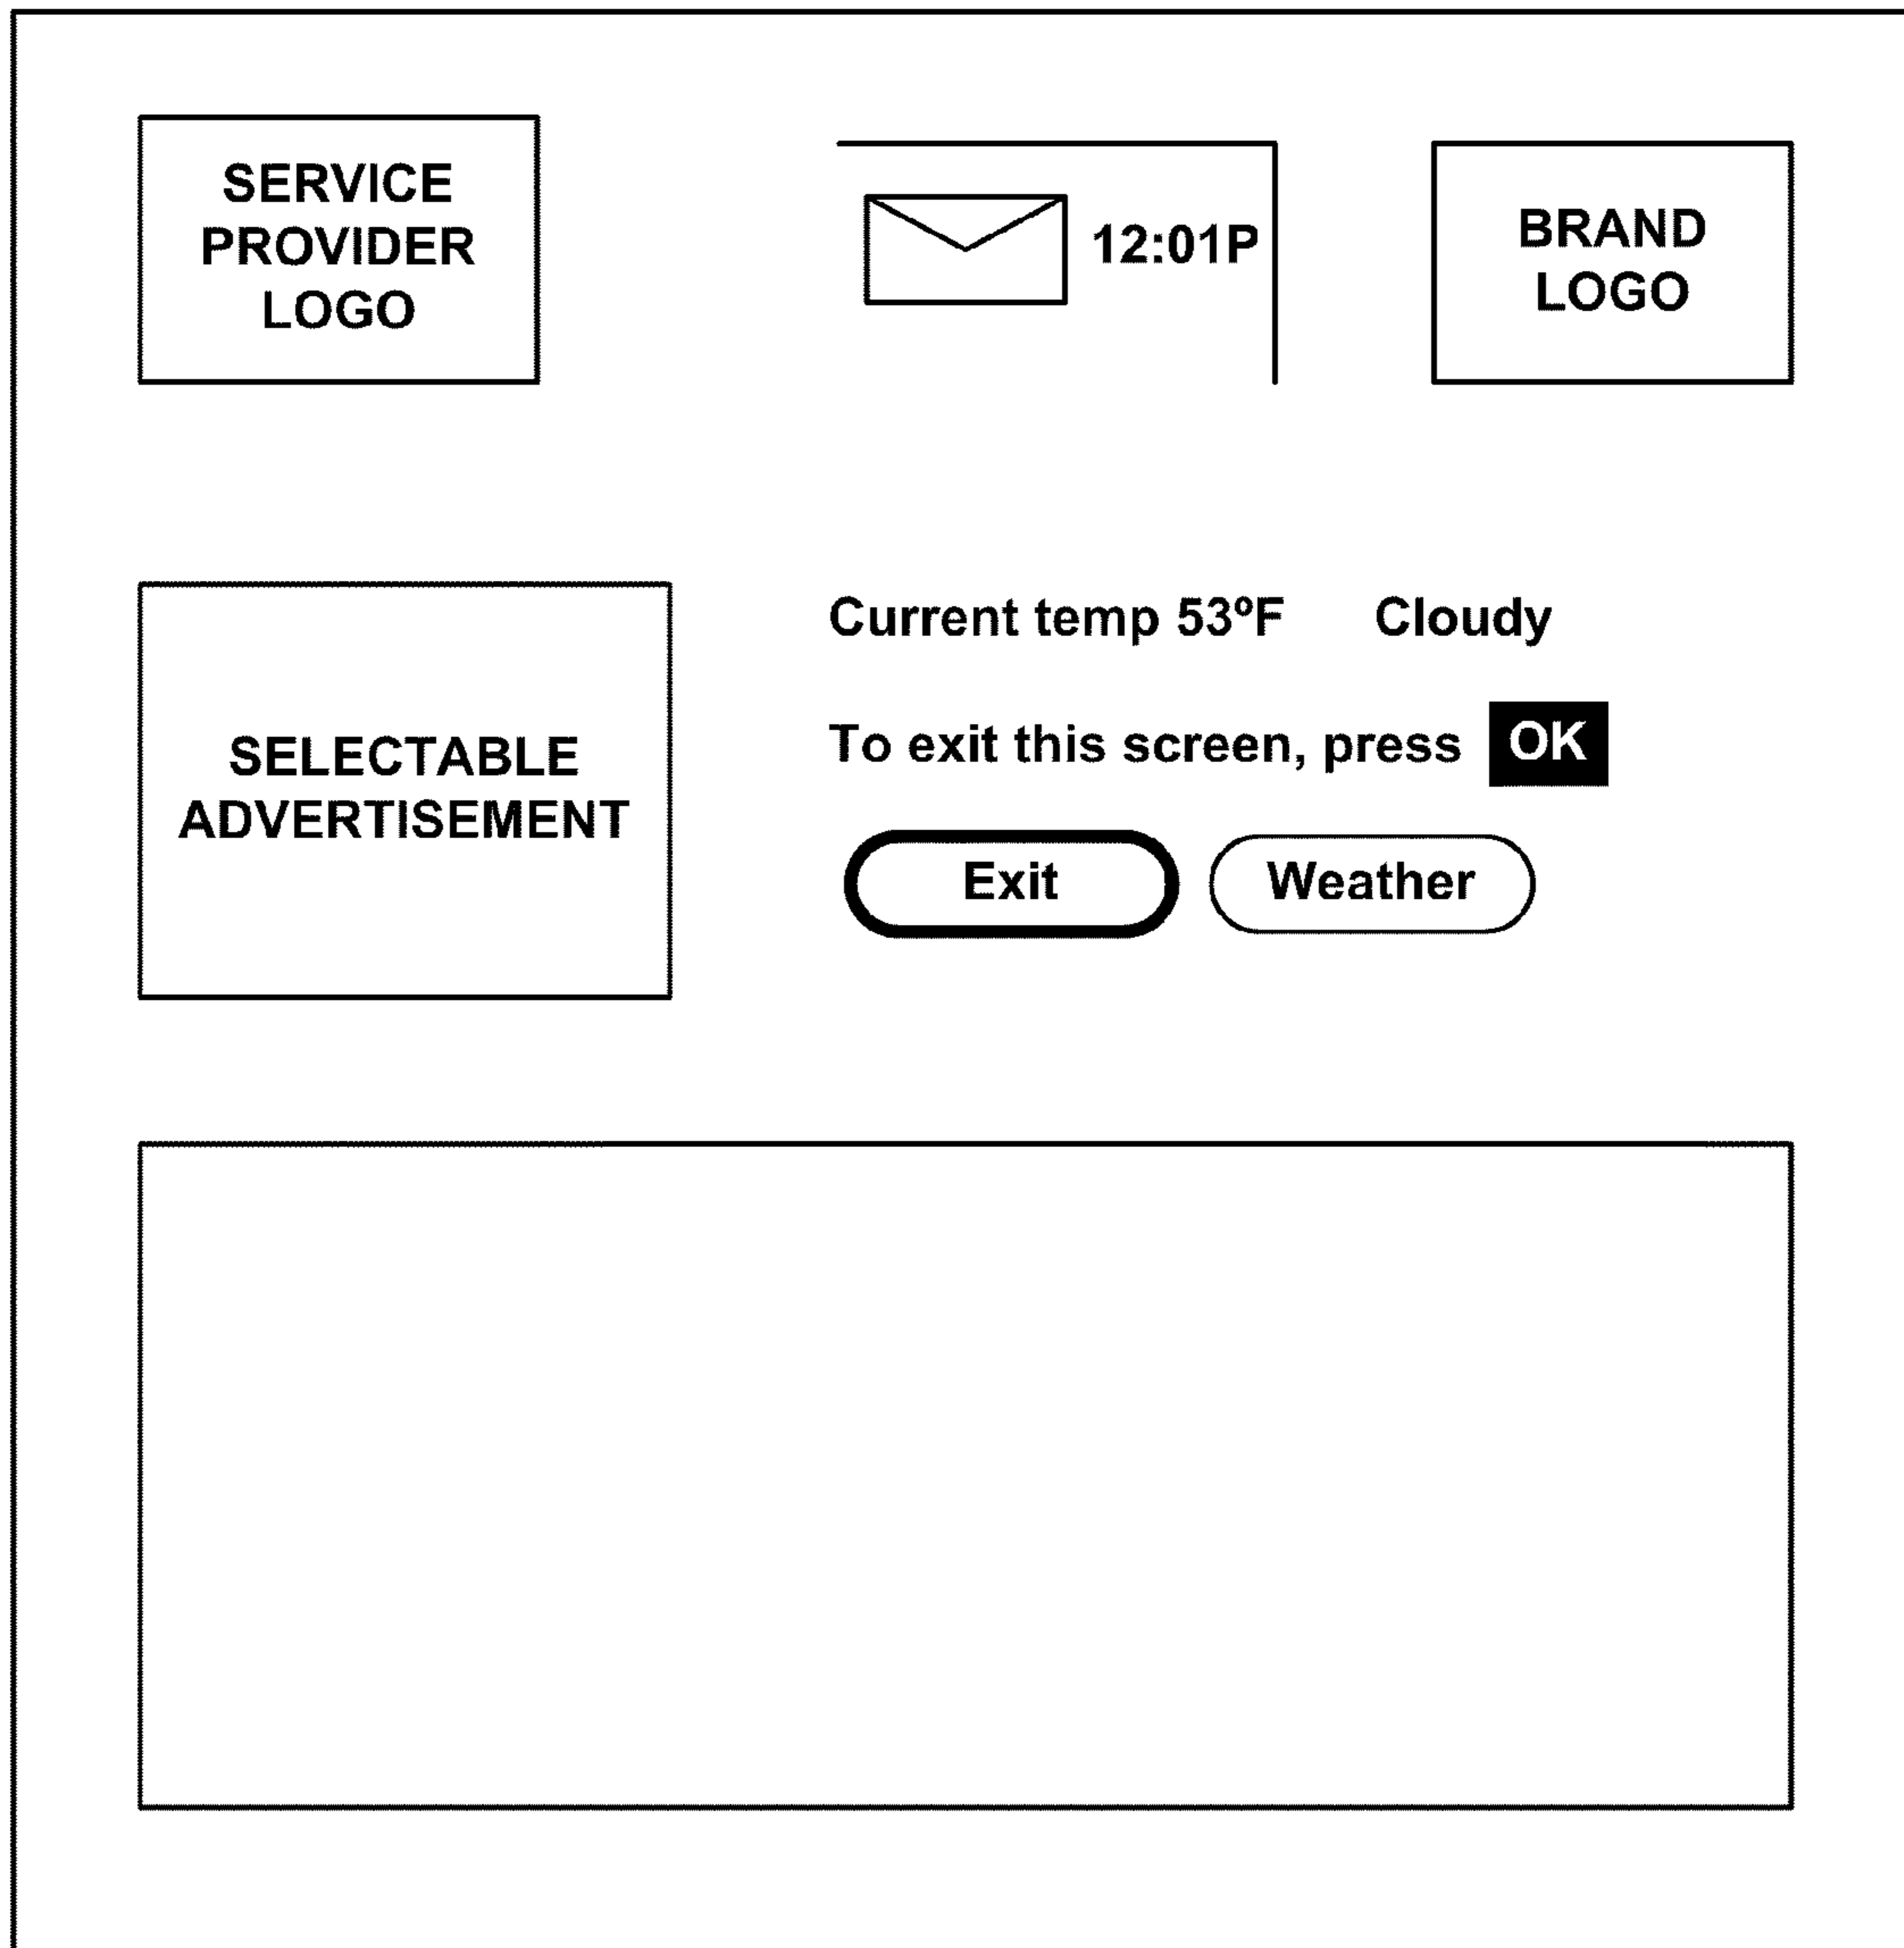 SERVICE
PROVIDER
LOGO
12:01P
BRAND
LOGO
SELECTABLE
ADVERTISEMENT
Current temp 53ºF Cloudy
To exit this screen, press OK
Exit Weather